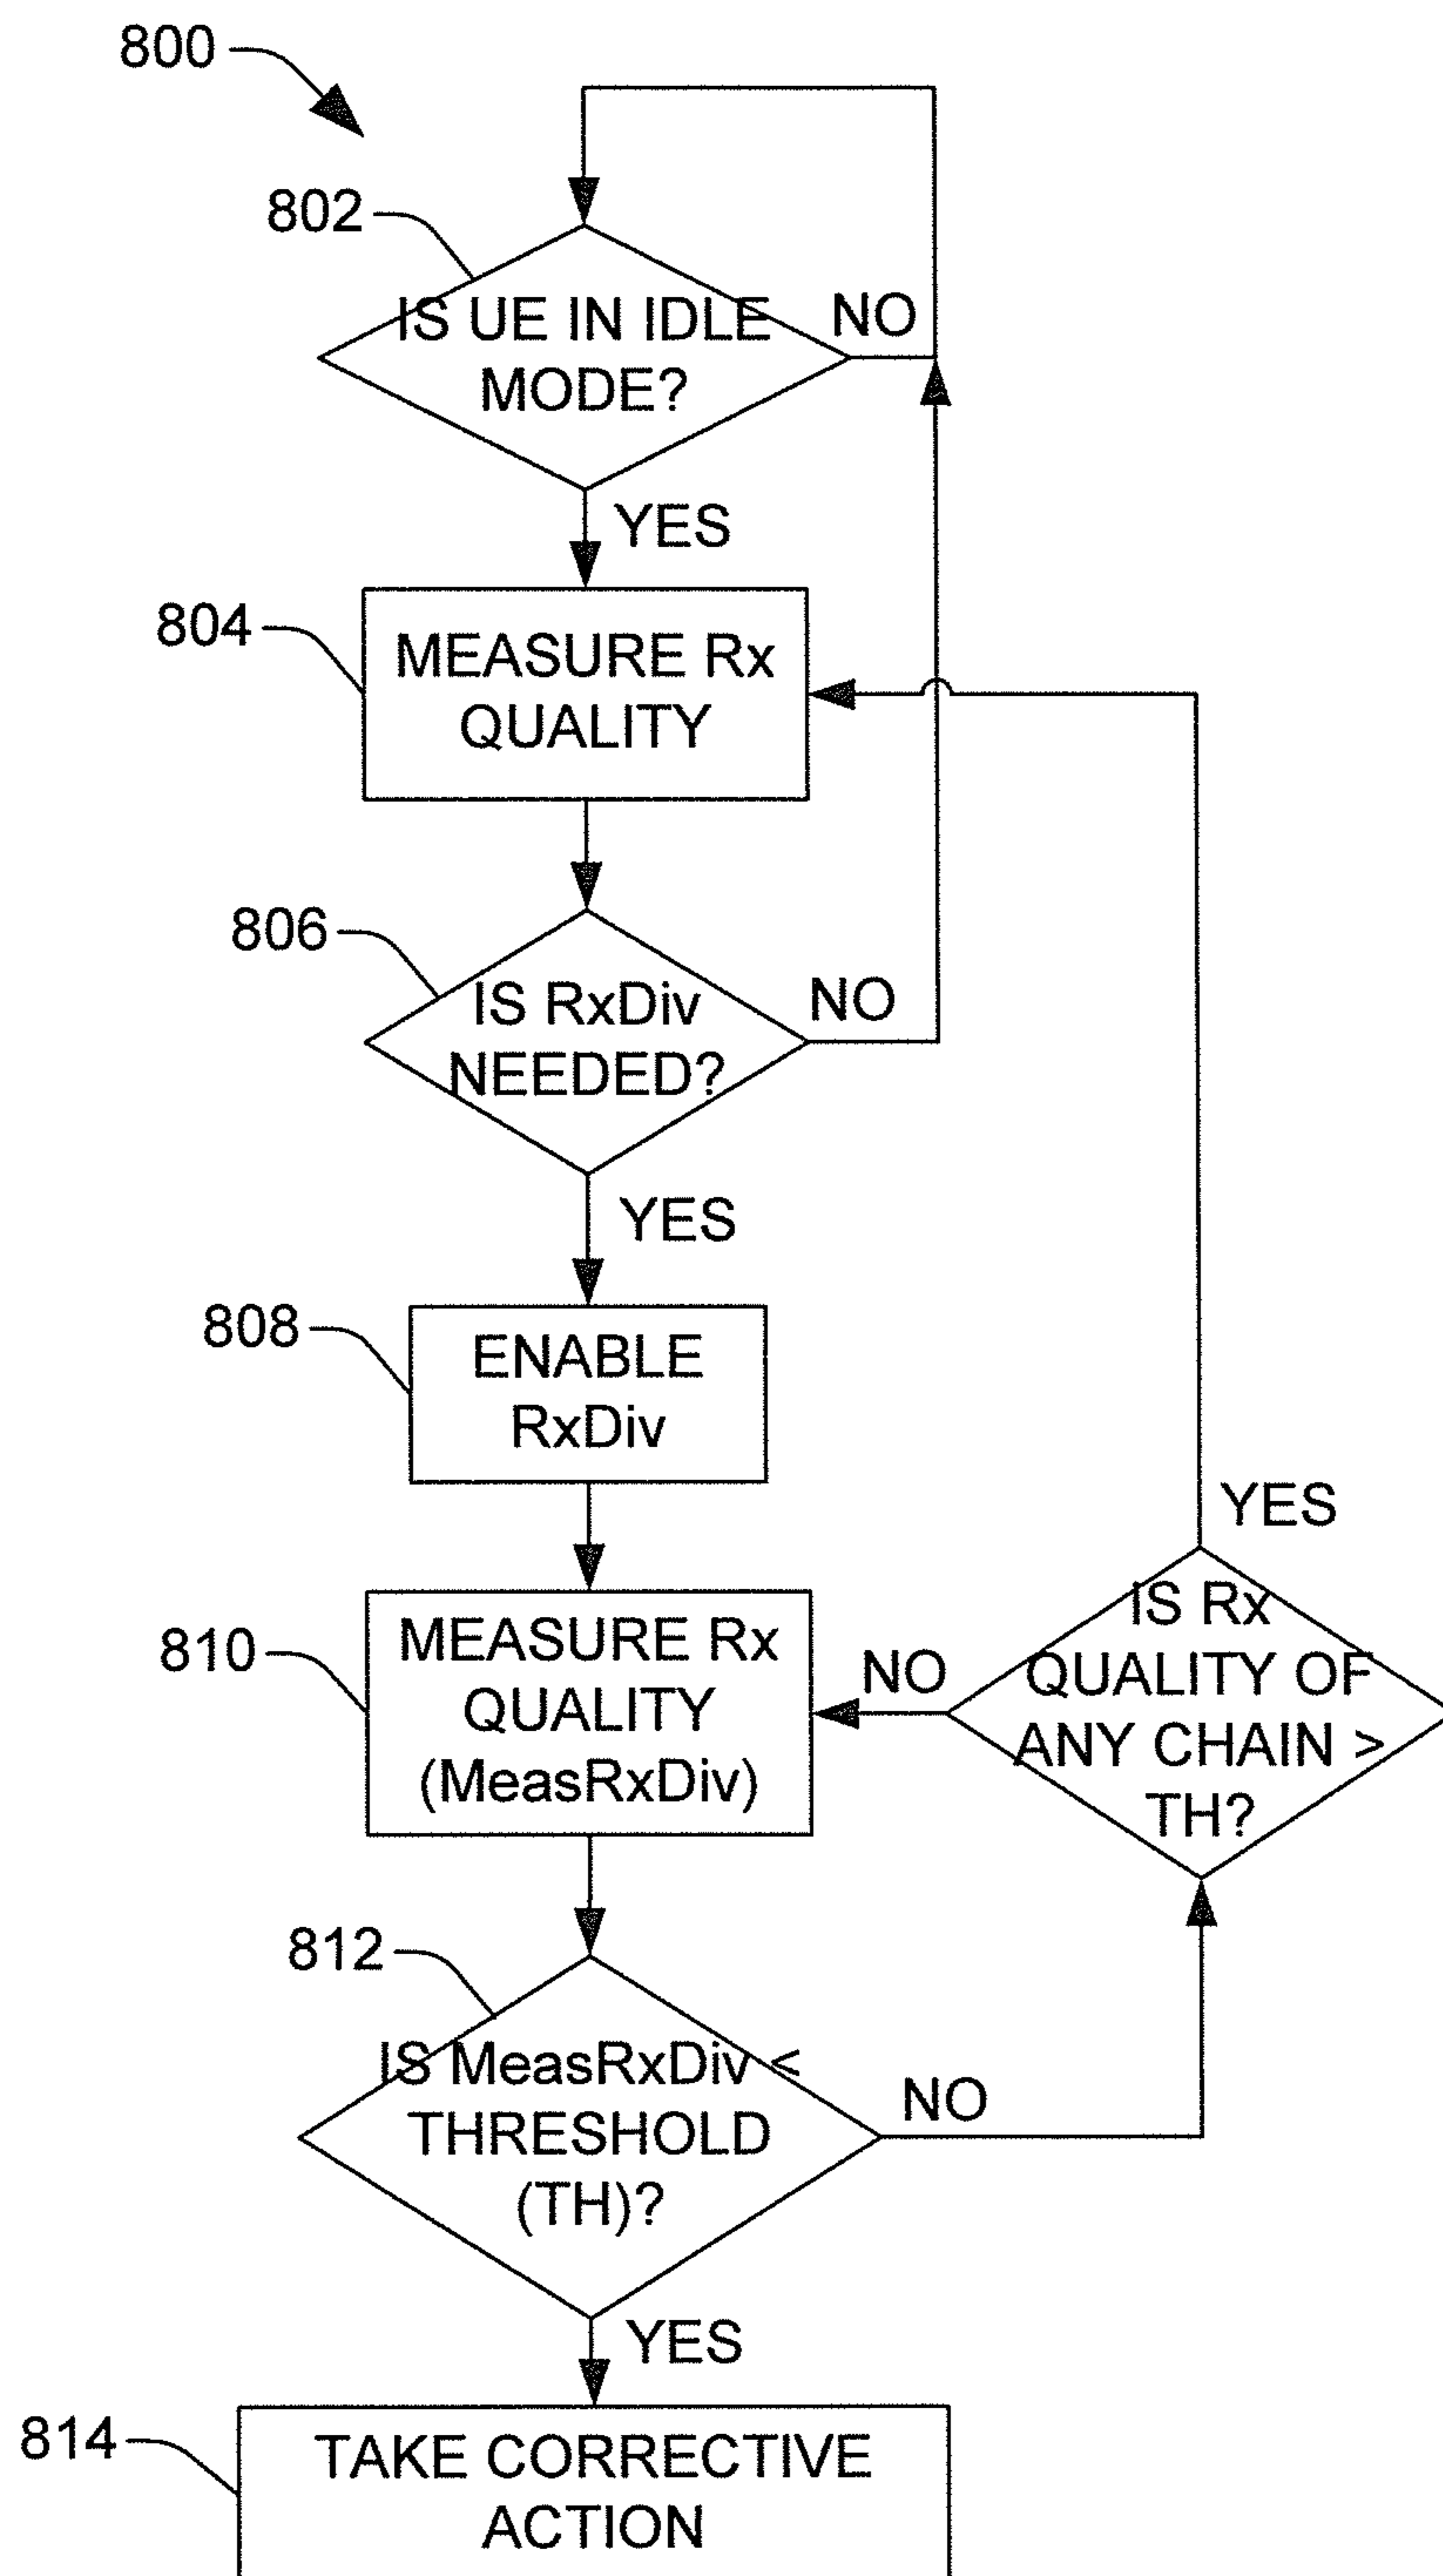 800
802
IS UE IN IDLE
MODE?
NO
YES
804
MEASURE Rx
QUALITY
806
IS RxDiv
NEEDED?
NO
YES
808
ENABLE
RxDiv
810
MEASURE Rx
QUALITY
(MeasRxDiv)
NO
YES
IS Rx
QUALITY OF
ANY CHAIN >
TH?
812
IS MeasRxDiv <
THRESHOLD
(TH)?
NO
YES
814
TAKE CORRECTIVE
ACTION